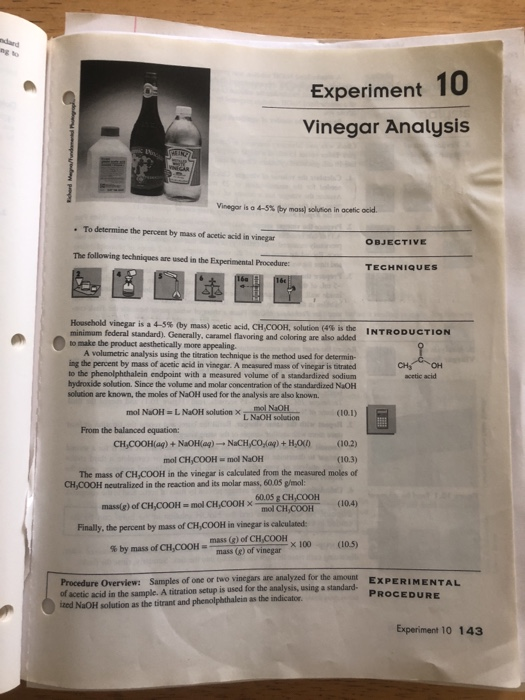 ndard
ng to
Experiment 10
Vinegar Analysis
HEINZ
VINEGAR
Vinegar is a 4–5% (by mass) solution in acetic acid.
• To determine the percent by mass of acetic acid in vinegar
OBJECTIVE
The following techniques are used in the Experimental Procedure:
TECHNIQUES
2 4 5 6 16a 16c
Household vinegar is a 4–5% (by mass) acetic acid, CH₃COOH, solution (4% is the
INTRODUCTION
minimum federal standard). Generally, caramel flavoring and coloring are also added
to make the product aesthetically more appealing.
A volumetric analysis using the titration technique is the method used for determin-
ing the percent by mass of acetic acid in vinegar. A measured mass of vinegar is titrated
to the phenolphthalein endpoint with a measured volume of a standardized sodium
hydroxide solution. Since the volume and molar concentration of the standardized NaOH
solution are known, the moles of NaOH used for the analysis are also known.
O
CH₃ C OH
acetic acid
mol NaOH = L NaOH solution × mol NaOH / L NaOH solution (10.1)
From the balanced equation:
CH₃COOH(aq) + NaOH(aq) → NaCH₃CO₂(aq) + H₂O(l) (10.2)
mol CH₃COOH = mol NaOH (10.3)
The mass of CH₃COOH in the vinegar is calculated from the measured moles of
CH₃COOH neutralized in the reaction and its molar mass, 60.05 g/mol:
mass(g) of CH₃COOH = mol CH₃COOH × 60.05 g CH₃COOH / mol CH₃COOH (10.4)
Finally, the percent by mass of CH₃COOH in vinegar is calculated:
% by mass of CH₃COOH = mass (g) of CH₃COOH / mass (g) of vinegar × 100 (10.5)
Procedure Overview: Samples of one or two vinegars are analyzed for the amount
of acetic acid in the sample. A titration setup is used for the analysis, using a standard-
ized NaOH solution as the titrant and phenolphthalein as the indicator.
EXPERIMENTAL
PROCEDURE
Experiment 10 143